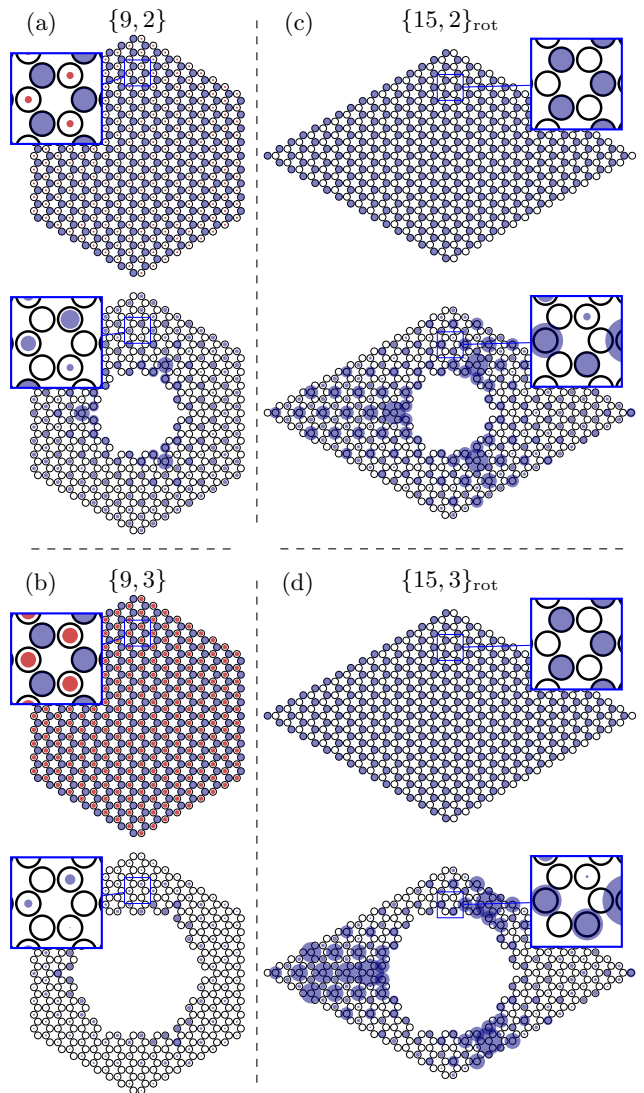 (a) {9, 2}
(c) {15, 2}rot
(b) {9, 3}
(d) {15, 3}rot